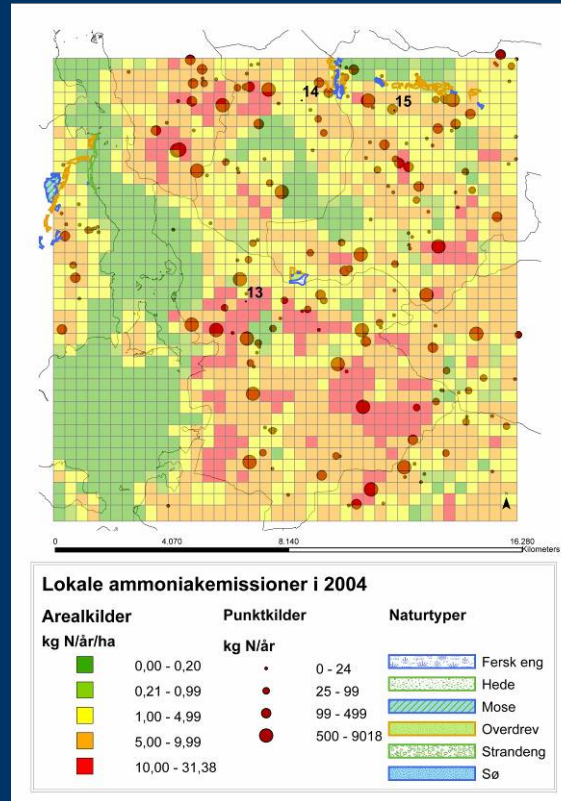 14
15
13
0 4.070 8.140 16.280
Kilometers
Lokale ammoniakemissioner i 2004
Arealkilder
kg N/år/ha
0,00 - 0,20
0,21 - 0,99
1,00 - 4,99
5,00 - 9,99
10,00 - 31,38
Punktkilder
kg N/år
0 - 24
25 - 99
99 - 499
500 - 9018
Naturtyper
Fersk eng
Hede
Mose
Overdrev
Strandeng
Sø